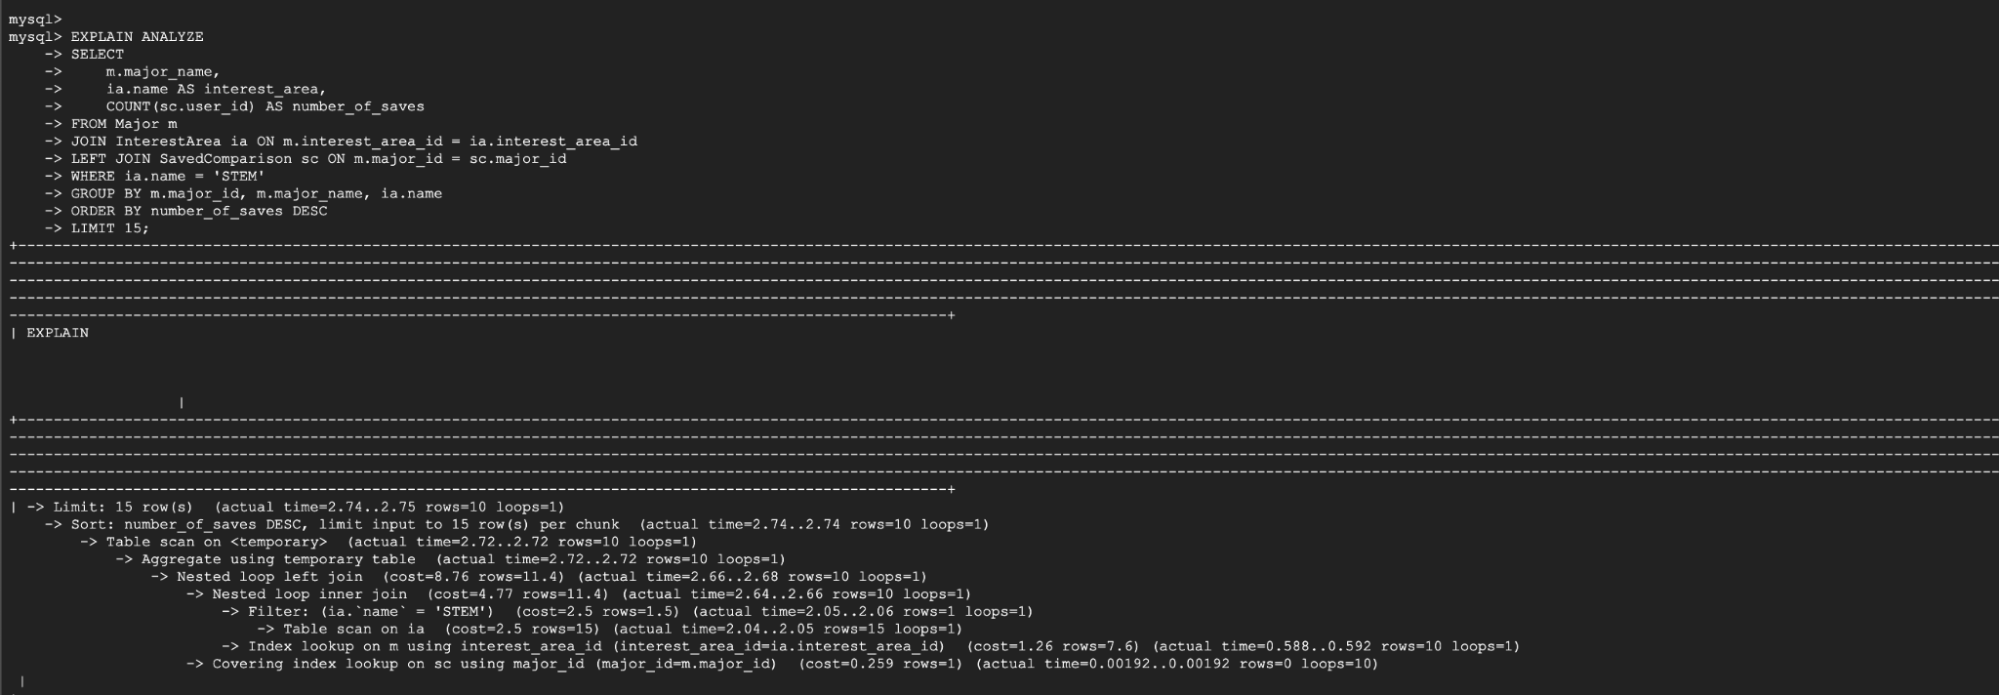 mysql>
mysql> EXPLAIN ANALYZE
    -> SELECT
    ->     m.major_name,
    ->     ia.name AS interest_area,
    ->     COUNT(sc.user_id) AS number_of_saves
    -> FROM Major m
    -> JOIN InterestArea ia ON m.interest_area_id = ia.interest_area_id
    -> LEFT JOIN SavedComparison sc ON m.major_id = sc.major_id
    -> WHERE ia.name = 'STEM'
    -> GROUP BY m.major_id, m.major_name, ia.name
    -> ORDER BY number_of_saves DESC
    -> LIMIT 15;
| EXPLAIN
|
| -> Limit: 15 row(s)  (actual time=2.74..2.75 rows=10 loops=1)
    -> Sort: number_of_saves DESC, limit input to 15 row(s) per chunk  (actual time=2.74..2.74 rows=10 loops=1)
        -> Table scan on <temporary>  (actual time=2.72..2.72 rows=10 loops=1)
            -> Aggregate using temporary table  (actual time=2.72..2.72 rows=10 loops=1)
                -> Nested loop left join  (cost=8.76 rows=11.4) (actual time=2.66..2.68 rows=10 loops=1)
                    -> Nested loop inner join  (cost=4.77 rows=11.4) (actual time=2.64..2.66 rows=10 loops=1)
                        -> Filter: (ia.`name` = 'STEM')  (cost=2.5 rows=1.5) (actual time=2.05..2.06 rows=1 loops=1)
                            -> Table scan on ia  (cost=2.5 rows=15) (actual time=2.04..2.05 rows=15 loops=1)
                        -> Index lookup on m using interest_area_id (interest_area_id=ia.interest_area_id)  (cost=1.26 rows=7.6) (actual time=0.588..0.592 rows=10 loops=1)
                    -> Covering index lookup on sc using major_id (major_id=m.major_id)  (cost=0.259 rows=1) (actual time=0.00192..0.00192 rows=0 loops=10)
|